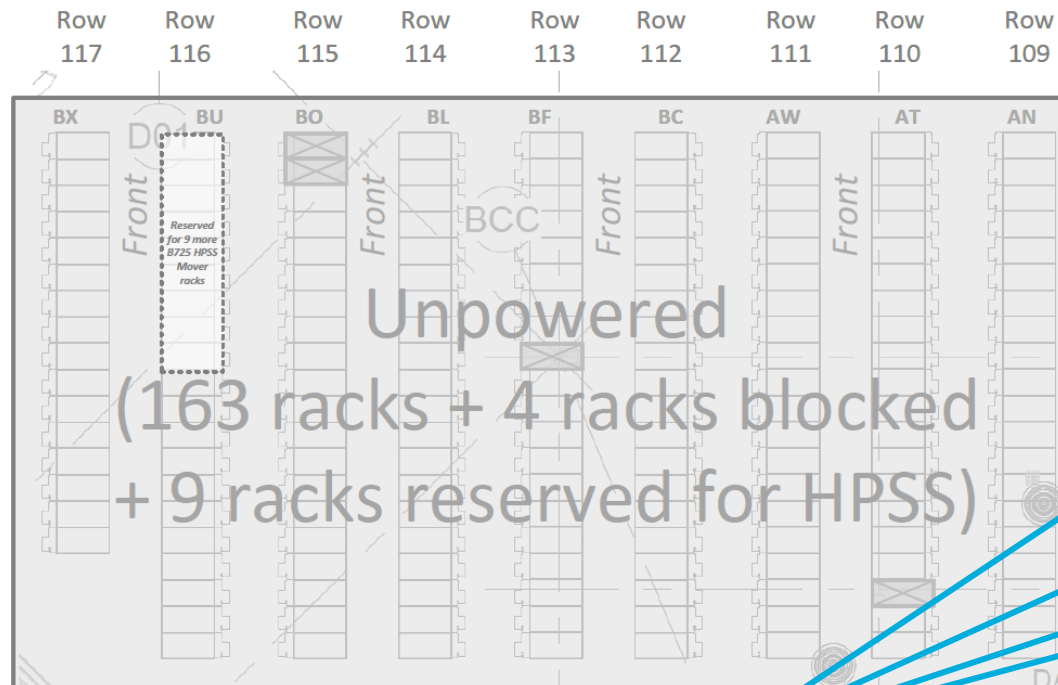 Row Row Row Row Row Row Row Row Row
117 116 115 114 113 112 111 110 109
BX BU BO BL BF BC AW AT AN
D01
Front Front Front Front
BCC
Reserved
for 9 more
B725 HPSS
Mover
racks
Unpowered
(163 racks + 4 racks blocked
+ 9 racks reserved for HPSS)